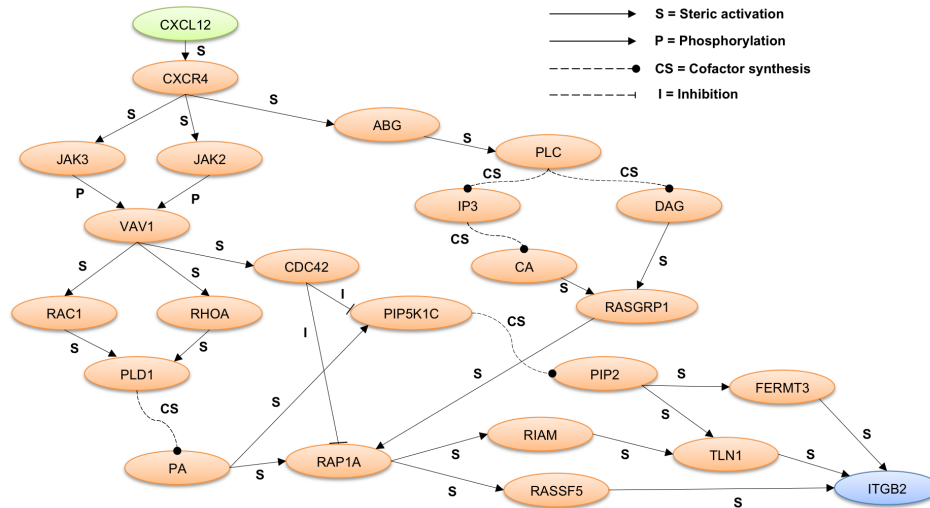 CXCL12
S = Steric activation
P = Phosphorylation
CS = Cofactor synthesis
I = Inhibition
S
CXCR4
S
S
S
ABG
S
JAK3
JAK2
PLC
P
P
CS
CS
VAV1
IP3
DAG
CS
S
S
S
CDC42
CA
S
S
RAC1
RHOA
I
PIP5K1C
RASGRP1
I
CS
S
S
PLD1
PIP2
S
FERMT3
CS
S
S
S
S
PA
S
RAP1A
S
RIAM
S
TLN1
S
S
RASSF5
S
ITGB2